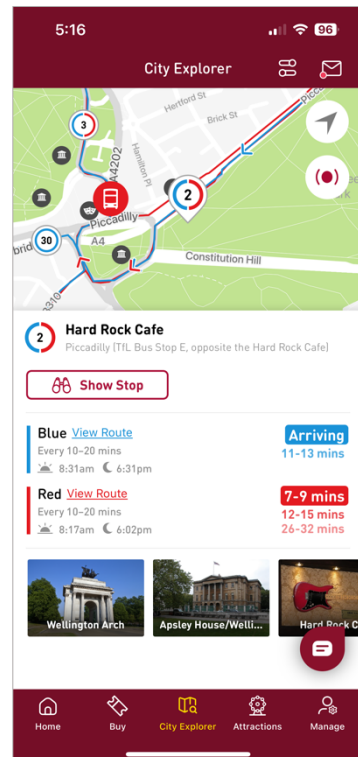 5:16
96
City Explorer
Hertford St
Brick St
Hamilton Pl
A4202
3
2
Piccadilly
30
A4
Constitution Hill
A310
2
Hard Rock Cafe
Piccadilly (TfL Bus Stop E, opposite the Hard Rock Cafe)
Show Stop
Blue View Route
Arriving
Every 10-20 mins
11-13 mins
8:31am 6:31pm
Red View Route
7-9 mins
Every 10-20 mins
12-15 mins
8:17am 6:02pm
26-32 mins
Wellington Arch
Apsley House/Welli...
Hard Rock C
Home
Buy
City Explorer
Attractions
Manage